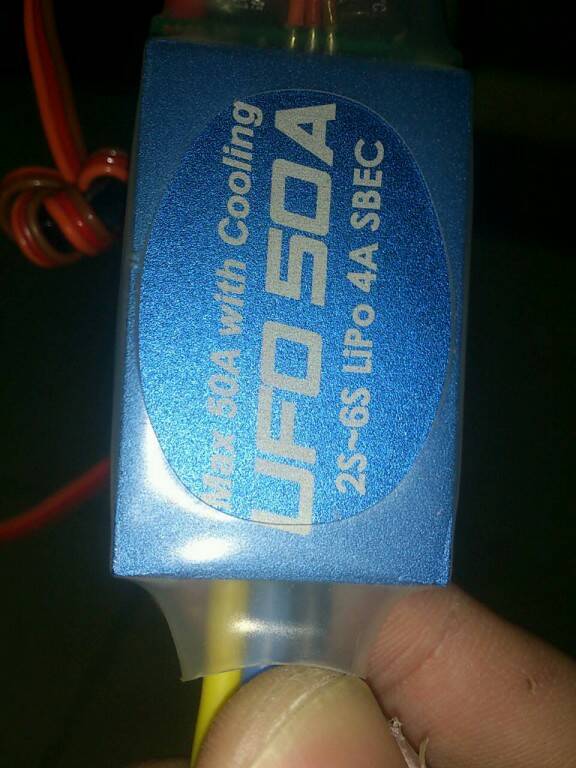 Max 50A with Cooling
UFO 50A
2S~6S LiPo 4A SBEC